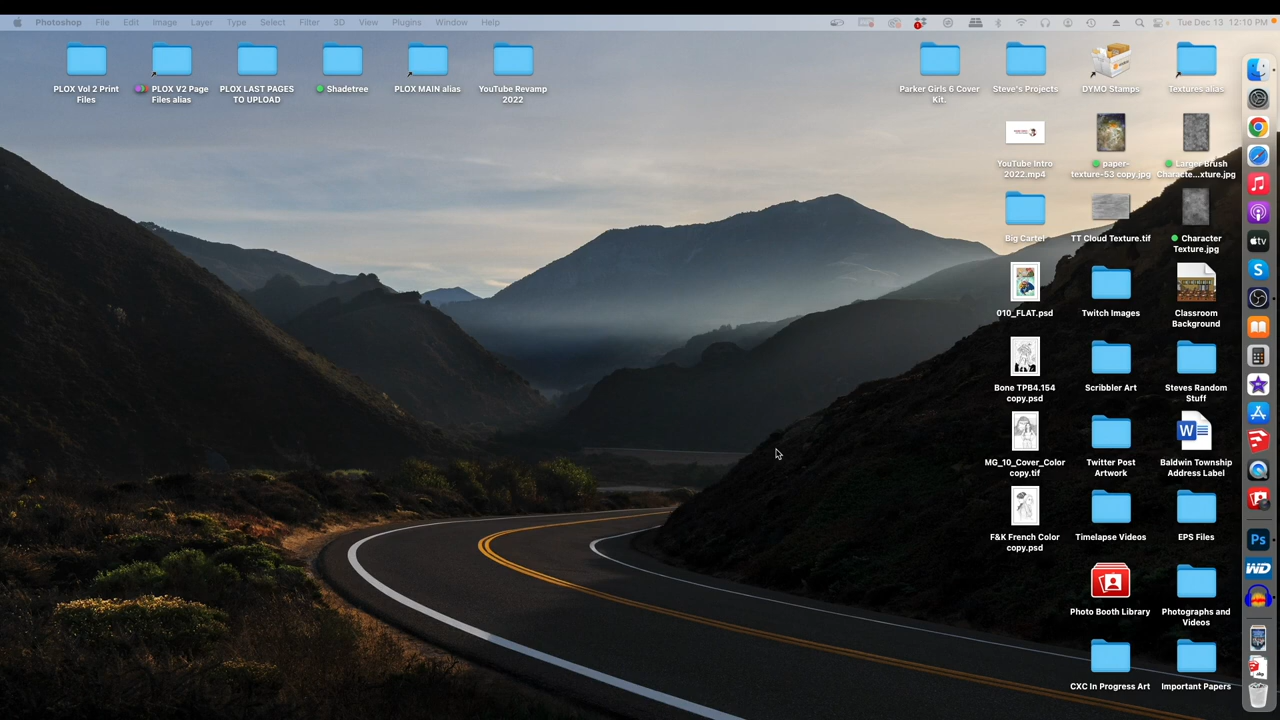 Photoshop File Edit Image Layer Type Select Filter 3D View Plugins Window Help Tue Dec 13 12:10 PM
PLOX Vol 2 Print
Files
PLOX V2 Page
Files alias
PLOX LAST PAGES
TO UPLOAD
Shadetree
PLOX MAIN alias
YouTube Revamp
2022
Parker Girls 6 Cover
Kit.
Steve's Projects
DYMO Stamps
Textures alias
YouTube Intro
2022.mp4
paper-
texture-53 copy.jpg
Larger Brush
Characte...xture.jpg
Big Cartel
TT Cloud Texture.tif
Character
Texture.jpg
010_FLAT.psd
Twitch Images
Classroom
Background
Bone TPB4.154
copy.psd
Scribbler Art
Steves Random
Stuff
MG_10_Cover_Color
copy.tif
Twitter Post
Artwork
Baldwin Township
Address Label
F&K French Color
copy.psd
Timelapse Videos
EPS Files
Photo Booth Library
Photographs and
Videos
CXC In Progress Art
Important Papers
tv
Ps
WD